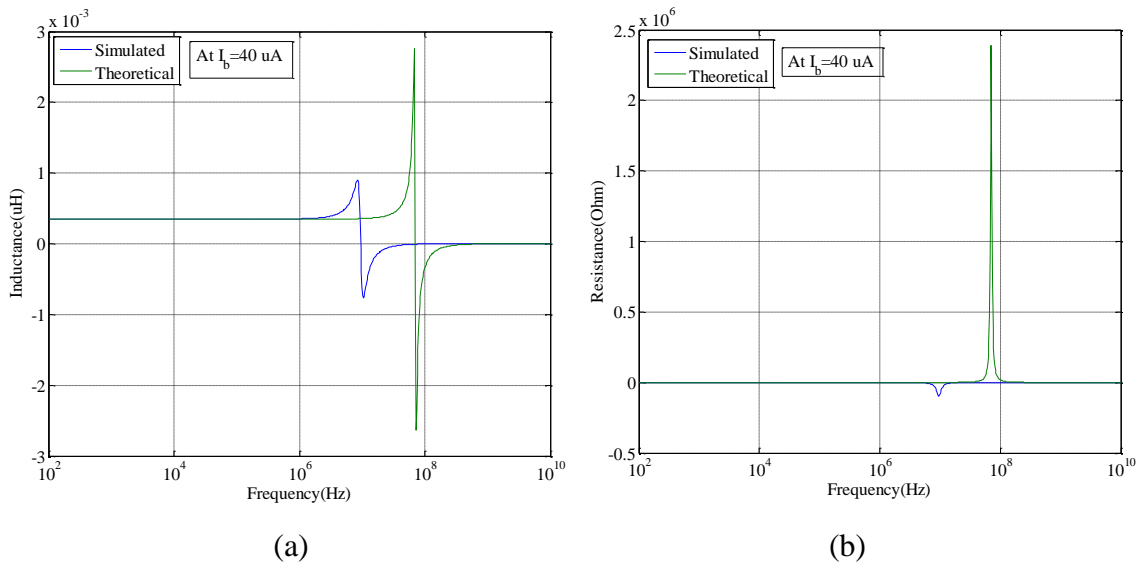 x 10^-3
3
2
1
0
-1
-2
-3
Inductance(uH)
Simulated
Theoretical
At I_b=40 uA
10^2
10^4
10^6
10^8
10^10
Frequency(Hz)
(a)
x 10^6
2.5
2
1.5
1
0.5
0
-0.5
Resistance(Ohm)
Simulated
Theoretical
At I_b=40 uA
10^2
10^4
10^6
10^8
10^10
Frequency(Hz)
(b)